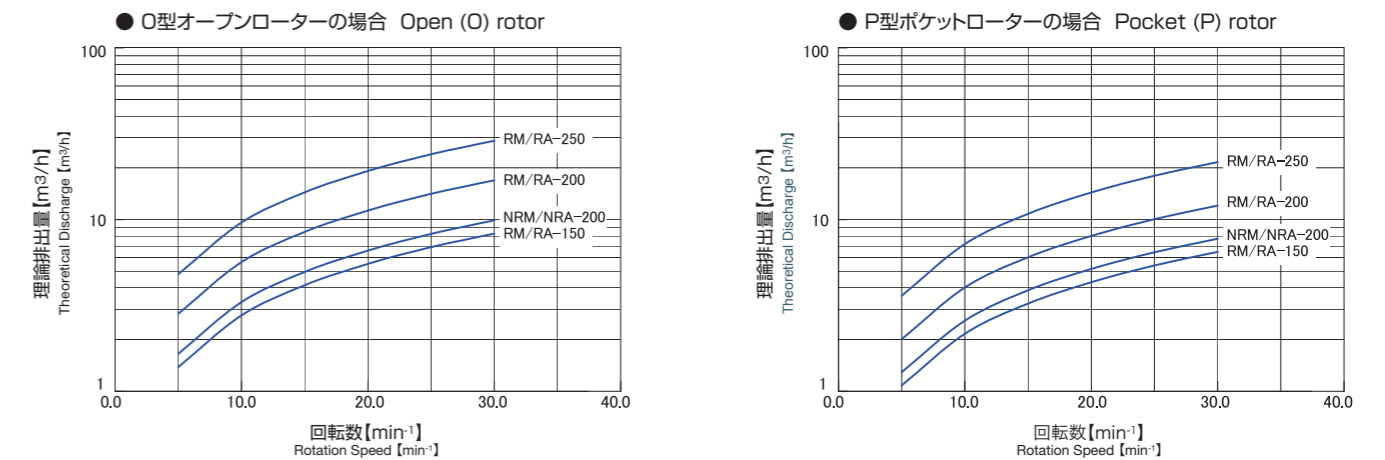 ● O型オープンローターの場合 Open (O) rotor
100
10
1
0.0
10.0
20.0
30.0
40.0
RM/RA-250
RM/RA-200
NRM/NRA-200
RM/RA-150
理論排出量【m3/h】
Theoretical Discharge【m3/h】
回転数【min-1】
Rotation Speed【min-1】
● P型ポケットローターの場合 Pocket (P) rotor
100
10
1
0.0
10.0
20.0
30.0
40.0
RM/RA-250
RM/RA-200
NRM/NRA-200
RM/RA-150
理論排出量【m3/h】
Theoretical Discharge【m3/h】
回転数【min-1】
Rotation Speed【min-1】